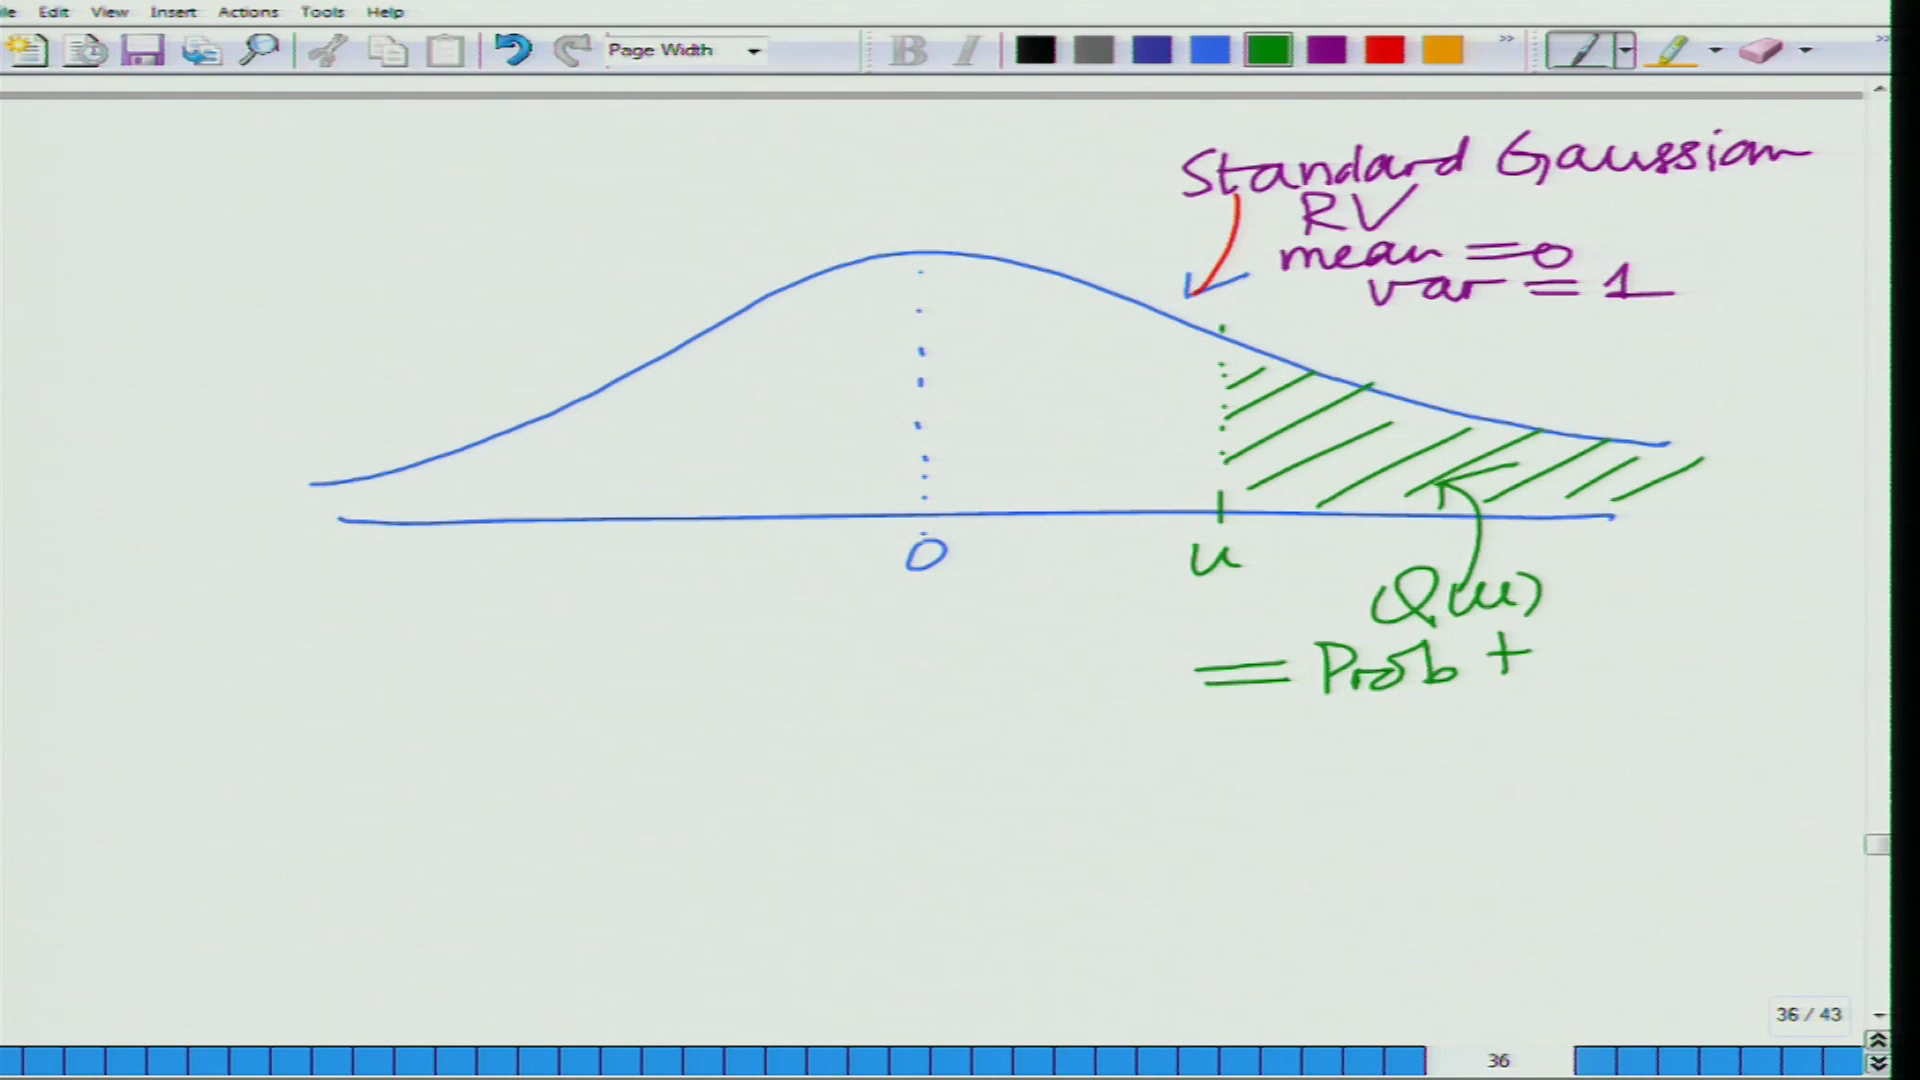 Edit View Insert Actions Tools Help
Page Width
Standard Gaussian
RV
mean = 0
var = 1
0
u
Q(u)
= Prob t
36 / 43
36